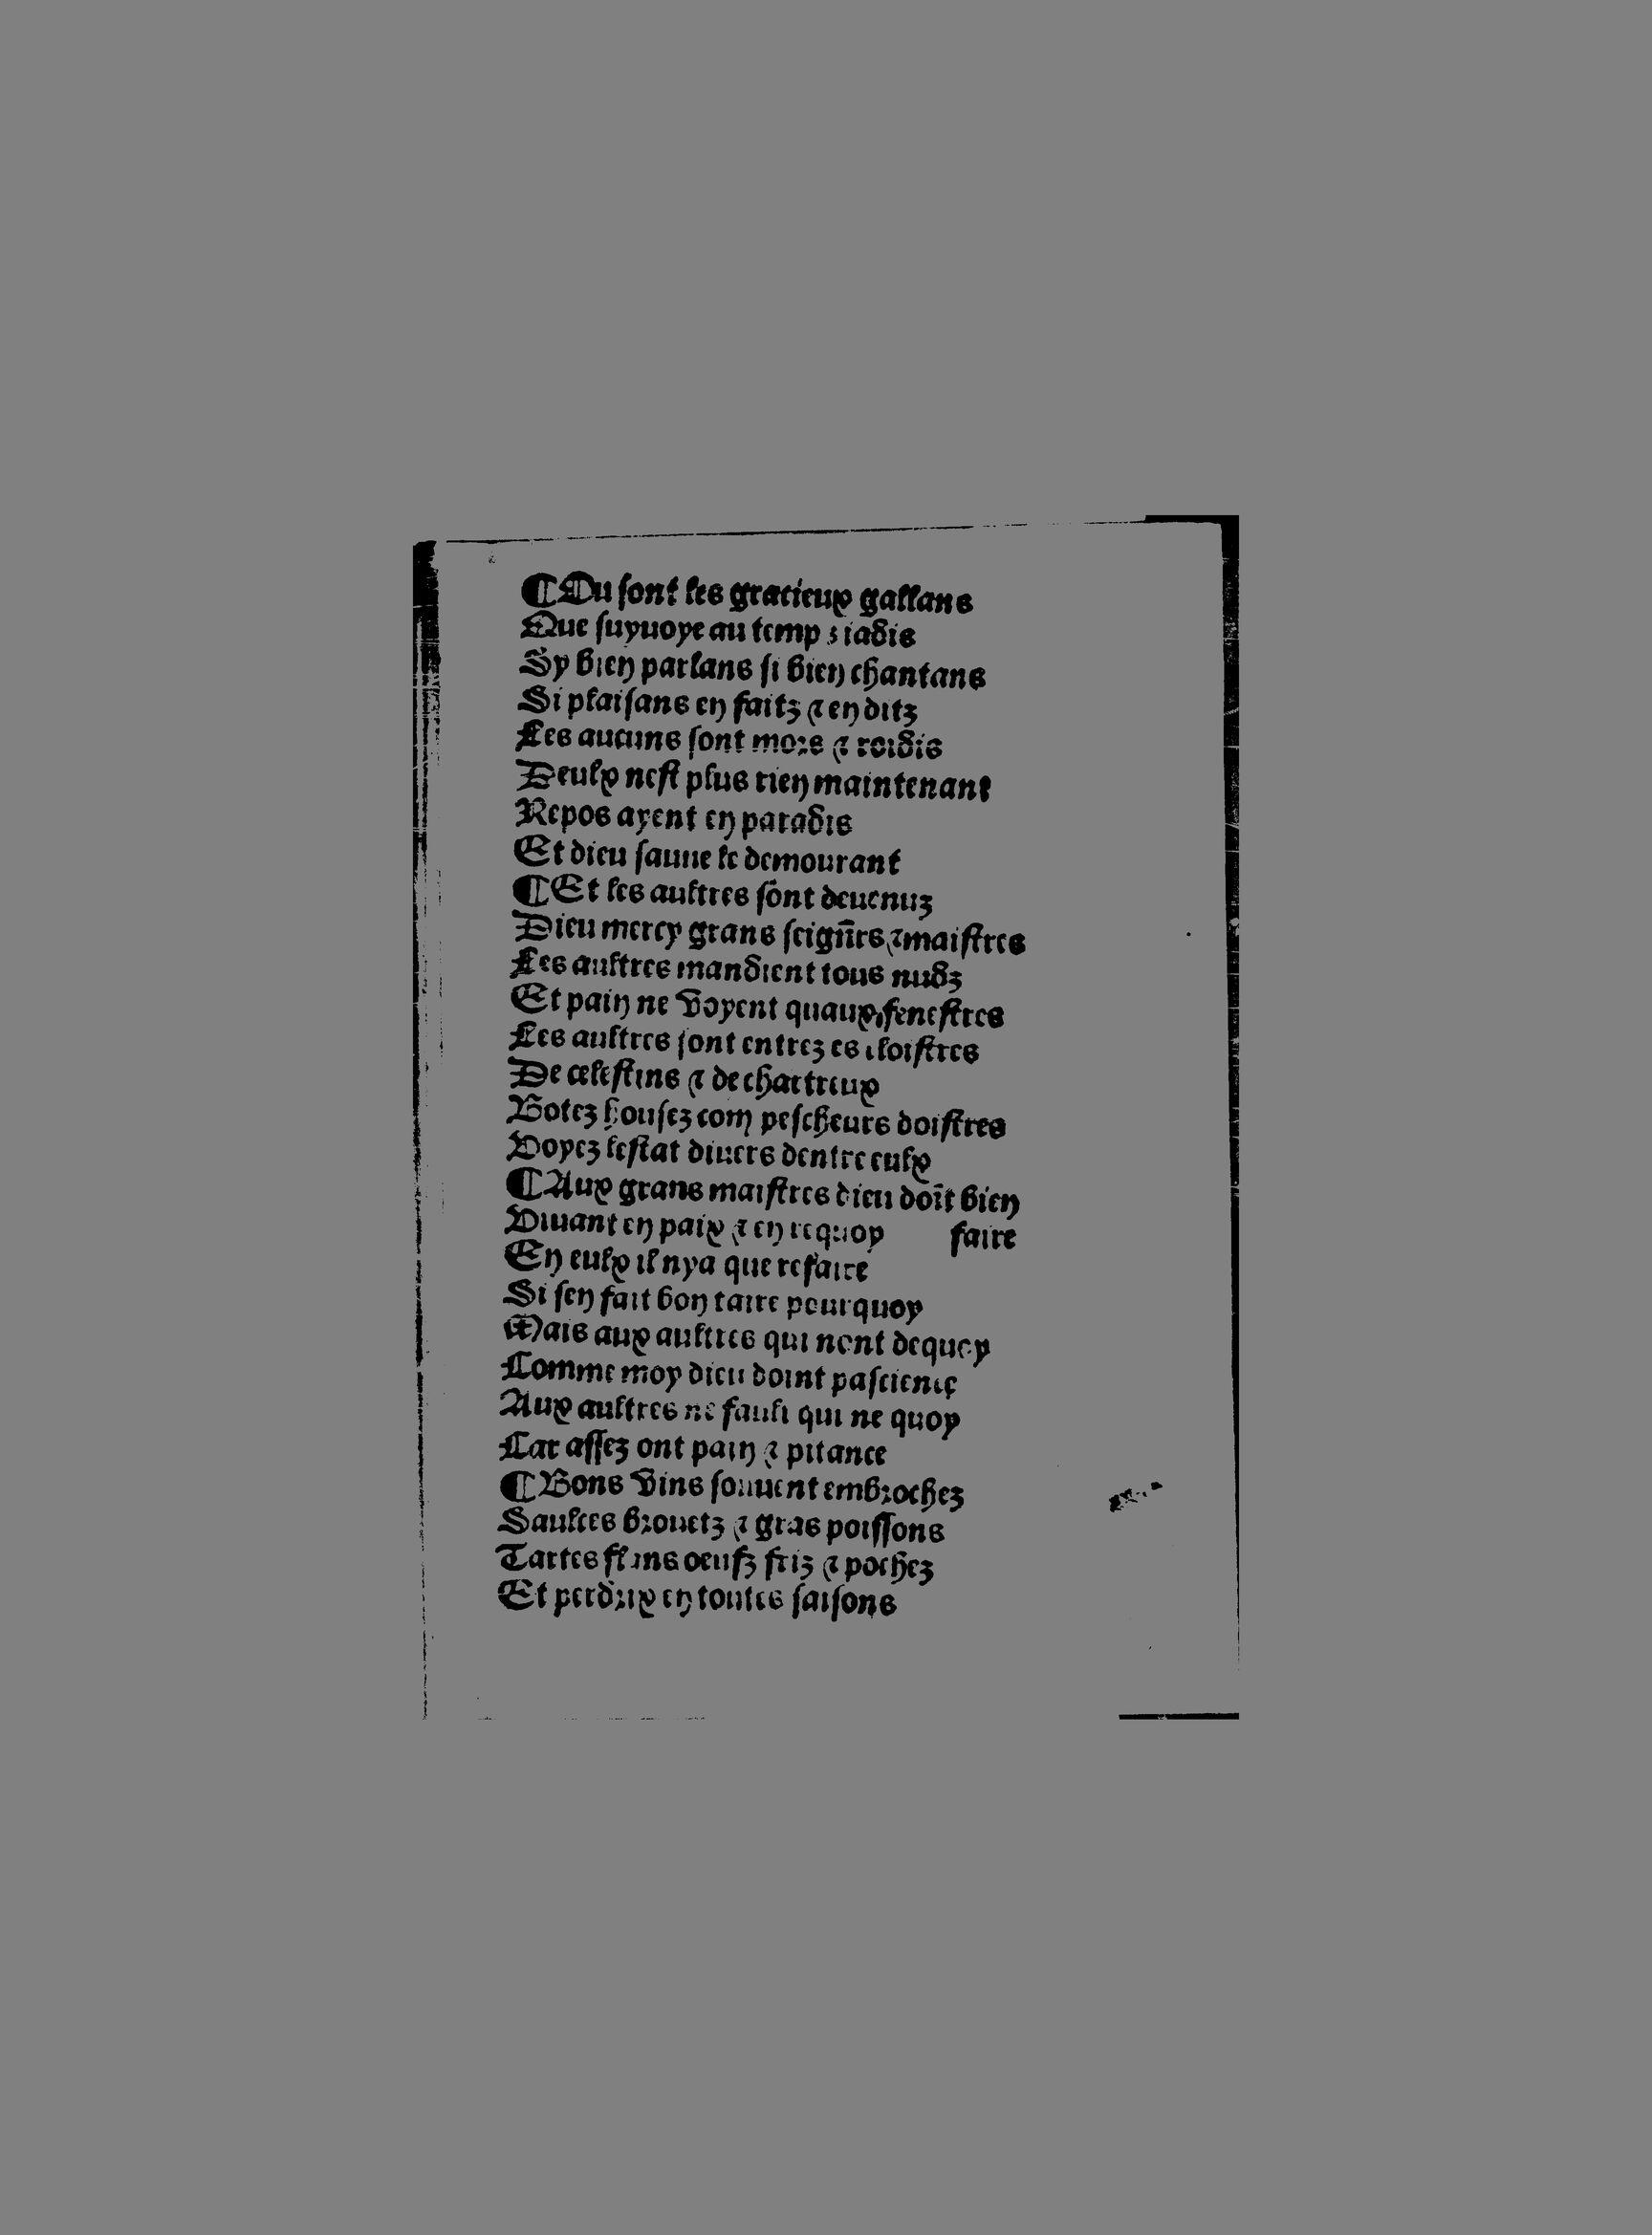 ¶Ou sont les gracieux gallans
Que suyuoye au temps iadis
Sy bien parlans si bien chantans
Si plaisans en faitz ⁊ en ditz
Les aucuns sont mors ⁊ roidis
Deulx nest plus rien maintenant
Repos ayent en paradis
Et dieu sauue le demourant
¶Et les aultres sont deuenuz
Dieu mercy grans seign̄rs ⁊ maistres
Les aultres mandient tous nudz
Et pain ne voyent quaux fenestres
Les aultres sont entrez es cloistres
De celestins ⁊ de chartreux
Botez housez com pescheurs doistres
Voyez lestat diuers dentre eulx
¶Aux grans maistres dieu doīt bien
Viuant en paix ⁊ en requoy faire
En eulx il nya que refaire
Si sen fait bon taire pourquoy
Mais aux aultres qui nont dequoy
Comme moy dieu doint pascience
Aux aultres ne fault qui ne quoy
Car assez ont pain ⁊ pitance
¶Bons vins souuent embrochez
Saulces brouetz ⁊ gras poissons
Tartes flans oeufz friz ⁊ pochez
Et perdrix en toutes saisons